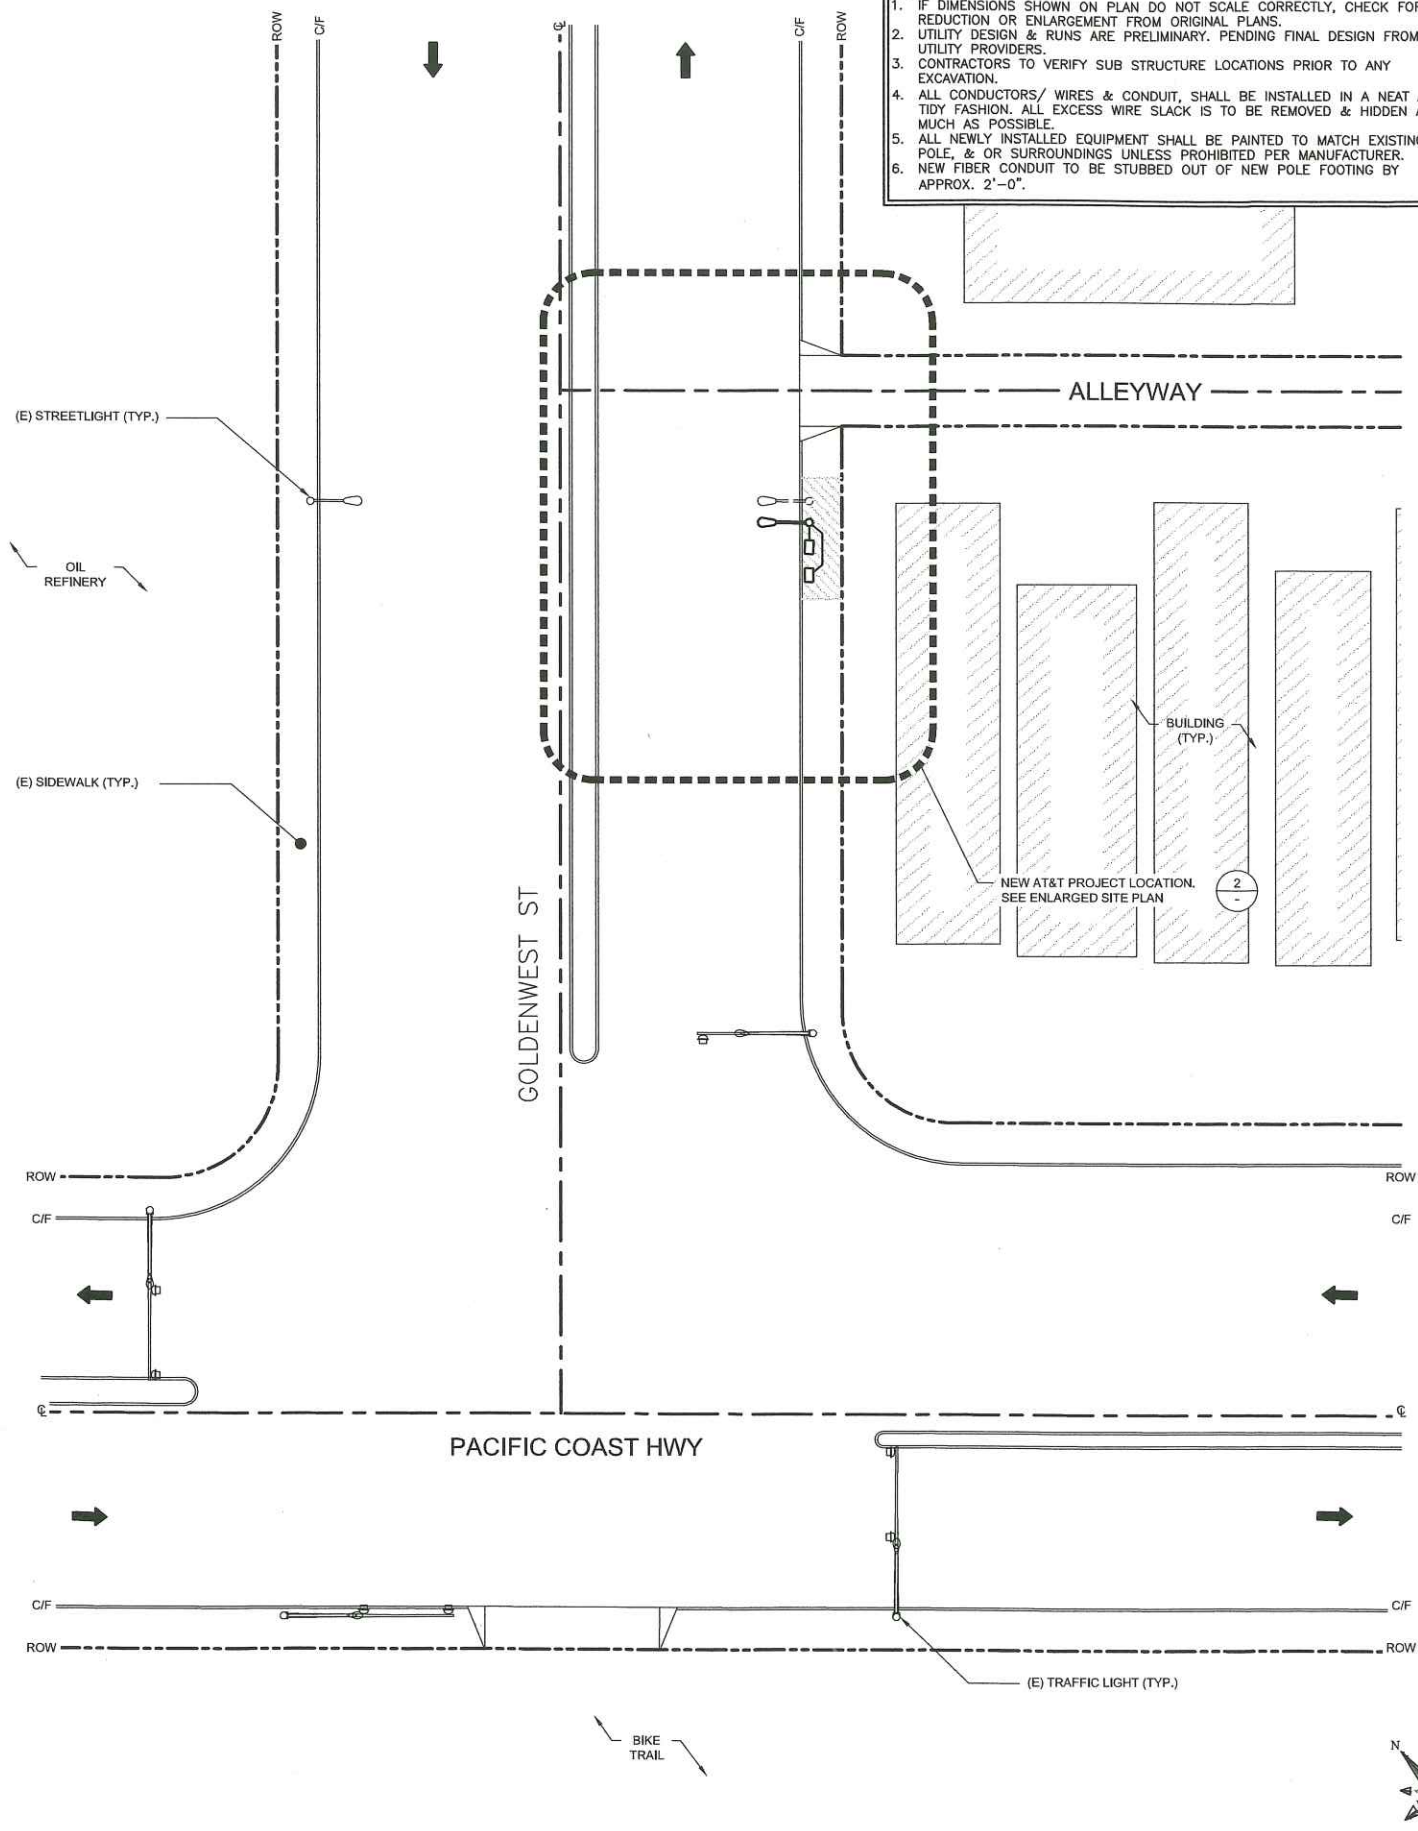 1. IF DIMENSIONS SHOWN ON PLAN DO NOT SCALE CORRECTLY, CHECK FOR
REDUCTION OR ENLARGEMENT FROM ORIGINAL PLANS.
2. UTILITY DESIGN & RUNS ARE PRELIMINARY. PENDING FINAL DESIGN FROM
UTILITY PROVIDERS.
3. CONTRACTORS TO VERIFY SUB STRUCTURE LOCATIONS PRIOR TO ANY
EXCAVATION.
4. ALL CONDUCTORS/ WIRES & CONDUIT, SHALL BE INSTALLED IN A NEAT
TIDY FASHION. ALL EXCESS WIRE SLACK IS TO BE REMOVED & HIDDEN A
MUCH AS POSSIBLE.
5. ALL NEWLY INSTALLED EQUIPMENT SHALL BE PAINTED TO MATCH EXISTING
POLE, & OR SURROUNDINGS UNLESS PROHIBITED PER MANUFACTURER.
6. NEW FIBER CONDUIT TO BE STUBBED OUT OF NEW POLE FOOTING BY
APPROX. 2'-0".
ROW
C/F
℄
C/F
ROW
ALLEYWAY
(E) STREETLIGHT (TYP.)
OIL
REFINERY
BUILDING
(TYP.)
(E) SIDEWALK (TYP.)
NEW AT&T PROJECT LOCATION.
SEE ENLARGED SITE PLAN
2
-
GOLDENWEST ST
ROW
ROW
C/F
C/F
℄
℄
PACIFIC COAST HWY
C/F
C/F
ROW
ROW
(E) TRAFFIC LIGHT (TYP.)
BIKE
TRAIL
N